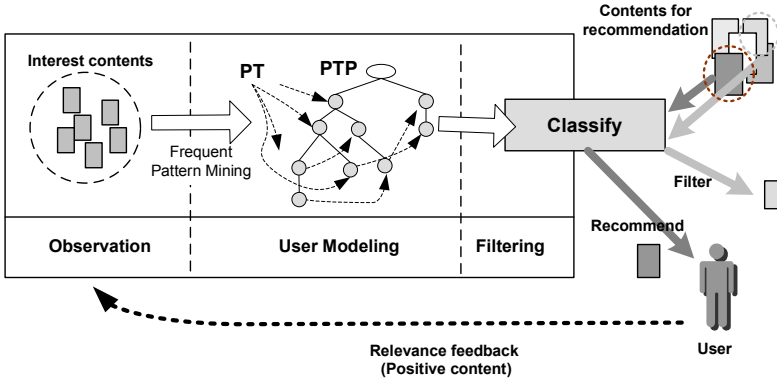 Contents for
recommendation
Interest contents
PT
PTP
Classify
Frequent
Pattern Mining
Filter
Recommend
Observation
User Modeling
Filtering
User
Relevance feedback
(Positive content)